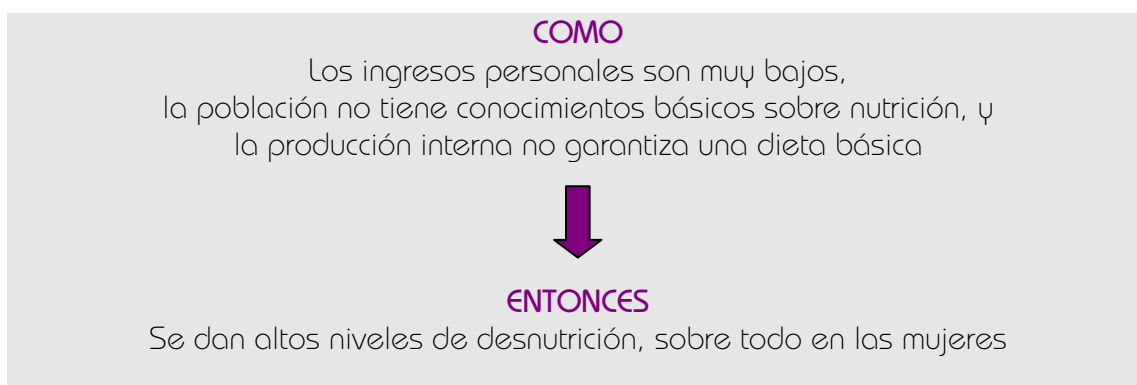 COMO
Los ingresos personales son muy bajos,
la población no tiene conocimientos básicos sobre nutrición, y
la producción interna no garantiza una dieta básica
ENTONCES
Se dan altos niveles de desnutrición, sobre todo en las mujeres